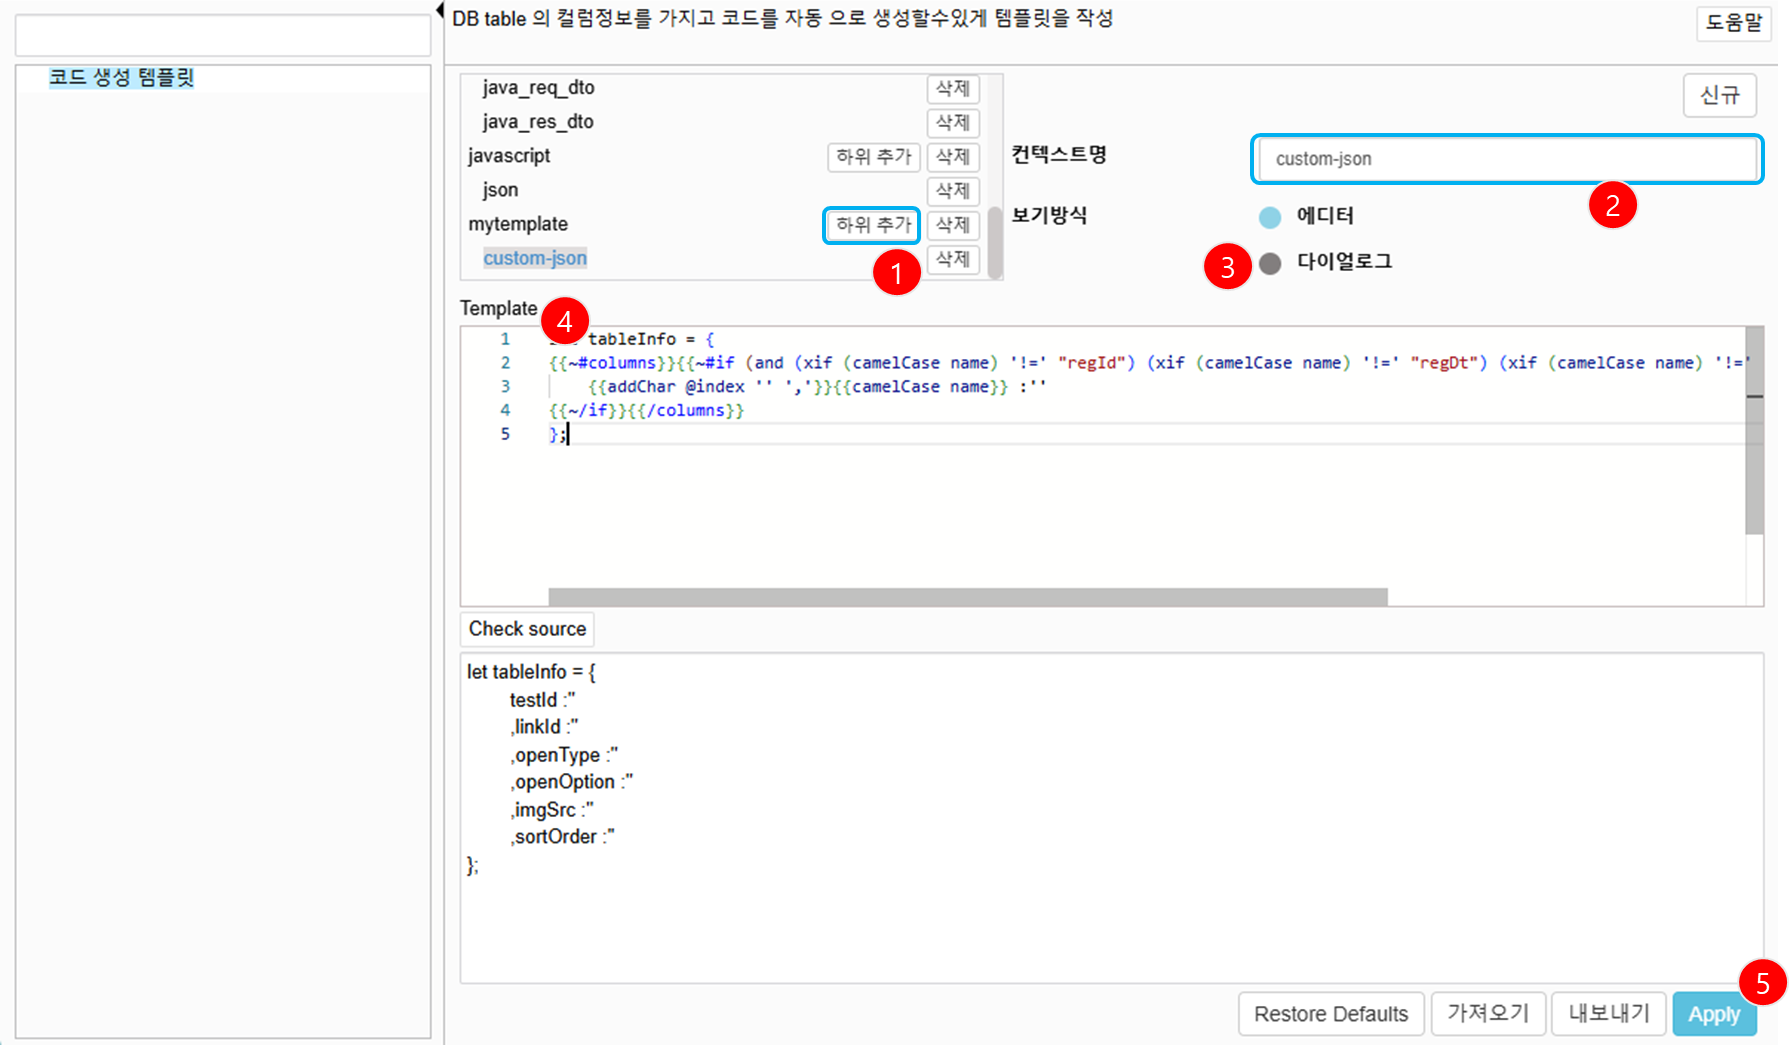 DB table 의 컬럼정보를 가지고 코드를 자동 으로 생성할수있게 템플릿을 작성
도움말
코드 생성 템플릿
신규
java_req_dto 삭제
java_res_dto 삭제
javascript 하위 추가 삭제
json 삭제
mytemplate 하위 추가 삭제
custom-json 삭제
1
컨텍스트명
custom-json
2
보기방식
에디터
3
다이얼로그
Template
4
1 tableInfo = {
2 {{~#columns}}{{~#if (and (xif (camelCase name) '!=' "regId") (xif (camelCase name) '!=' "regDt") (xif (camelCase name) '!='
3 {{addChar @index '' ','}}{{camelCase name}} :''
4 {{~/if}}{{/columns}}
5 };
Check source
let tableInfo = {
testId :''
,linkId :''
,openType :''
,openOption :''
,imgSrc :''
,sortOrder :''
};
5
Restore Defaults 가져오기 내보내기 Apply